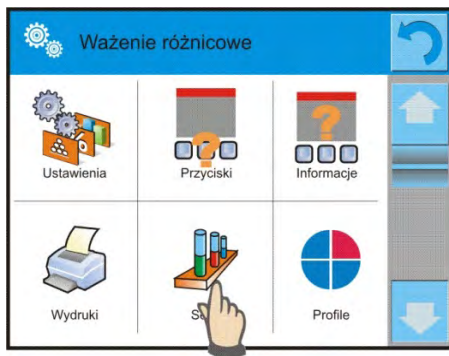 Ważenie różnicowe
Ustawienia
Przyciski
Informacje
Wydruki
Profile